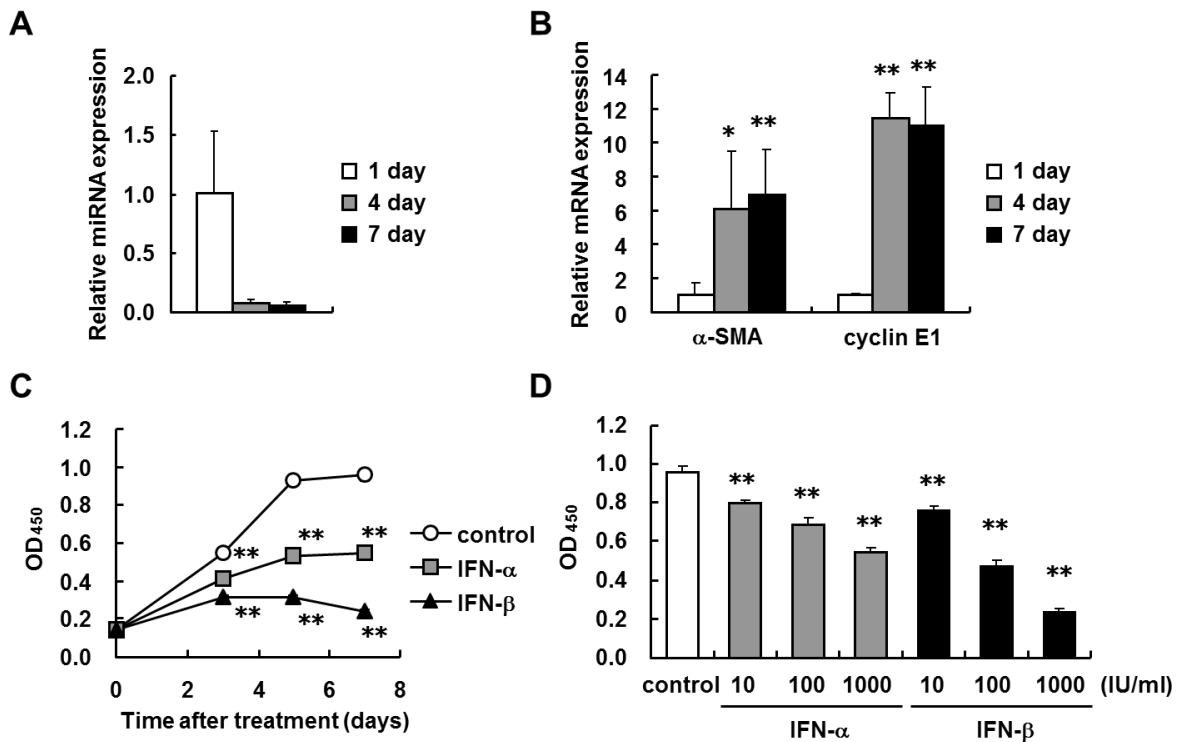 A
Relative miRNA expression
2.0
1.5
1.0
0.5
0.0
1 day
4 day
7 day
B
Relative mRNA expression
14
12
10
8
6
4
2
0
*
**
**
**
α-SMA
cyclin E1
1 day
4 day
7 day
C
OD450
1.2
1.0
0.8
0.6
0.4
0.2
0.0
**
**
**
**
**
**
0
2
4
6
8
Time after treatment (days)
control
IFN-α
IFN-β
D
OD450
1.2
1.0
0.8
0.6
0.4
0.2
0.0
**
**
**
**
**
**
control 10 100 1000 10 100 1000 (IU/ml)
IFN-α IFN-β